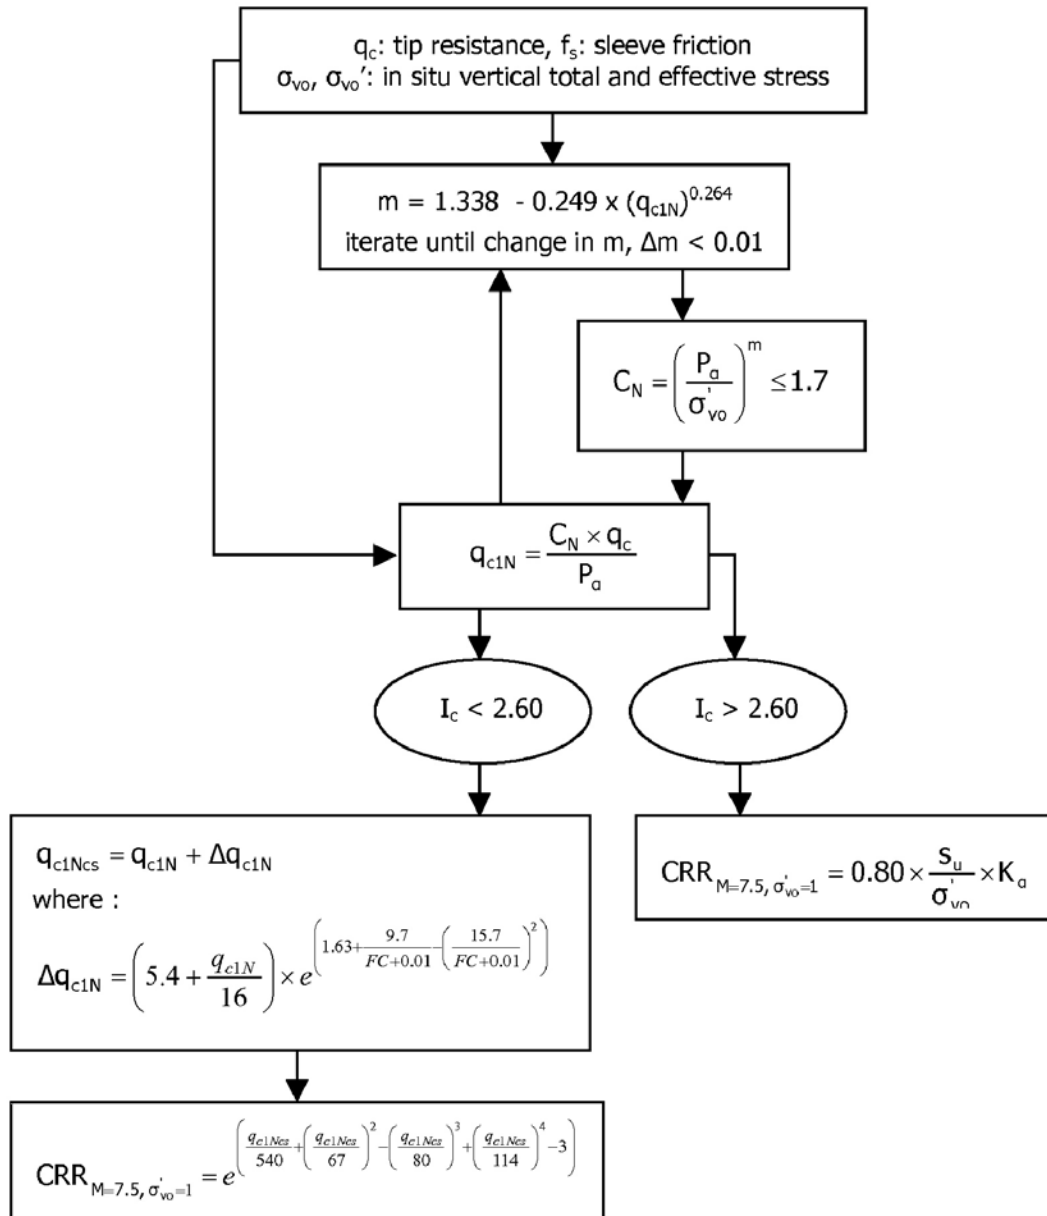 q_c: tip resistance, f_s: sleeve friction
σ_vo, σ_vo': in situ vertical total and effective stress
m = 1.338 - 0.249 x (q_c1N)^0.264
iterate until change in m, Δm < 0.01
C_N = (P_a / σ'_vo)^m ≤ 1.7
q_c1N = (C_N × q_c) / P_a
I_c < 2.60
I_c > 2.60
q_c1Ncs = q_c1N + Δq_c1N
where :
Δq_c1N = (5.4 + q_c1N / 16) × e^(1.63 + 9.7 / (FC+0.01) - (15.7 / (FC+0.01))^2)
CRR_M=7.5, σ'_vo=1 = 0.80 × s_u / σ'_vo × K_α
CRR_M=7.5, σ'_vo=1 = e^(q_c1Ncs / 540 + (q_c1Ncs / 67)^2 - (q_c1Ncs / 80)^3 + (q_c1Ncs / 114)^4 - 3)